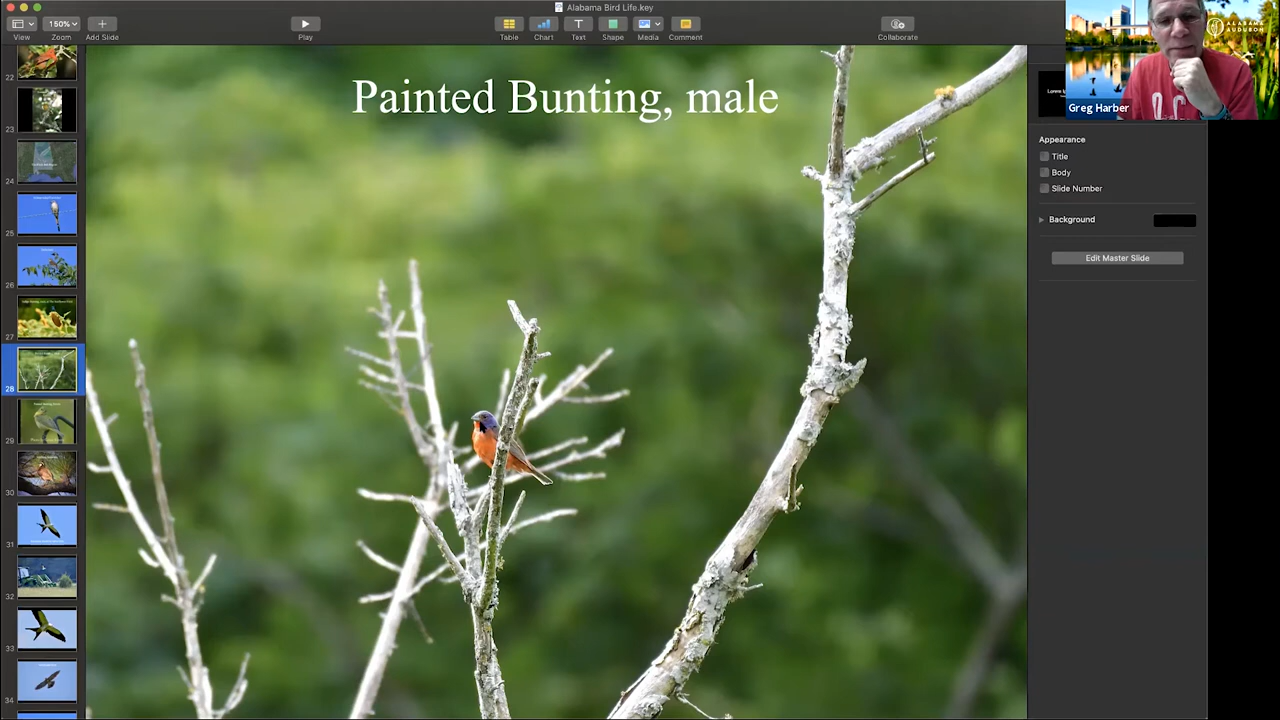 Alabama Bird Life.key
150%
View
Zoom
Add Slide
Play
Table
Chart
Text
Shape
Media
Comment
Collaborate
ALABAMA
AUDUBON
Greg Harber
Painted Bunting, male
Appearance
Title
Body
Slide Number
Background
Edit Master Slide
22
23
24
25
26
27
28
29
30
31
32
33
34